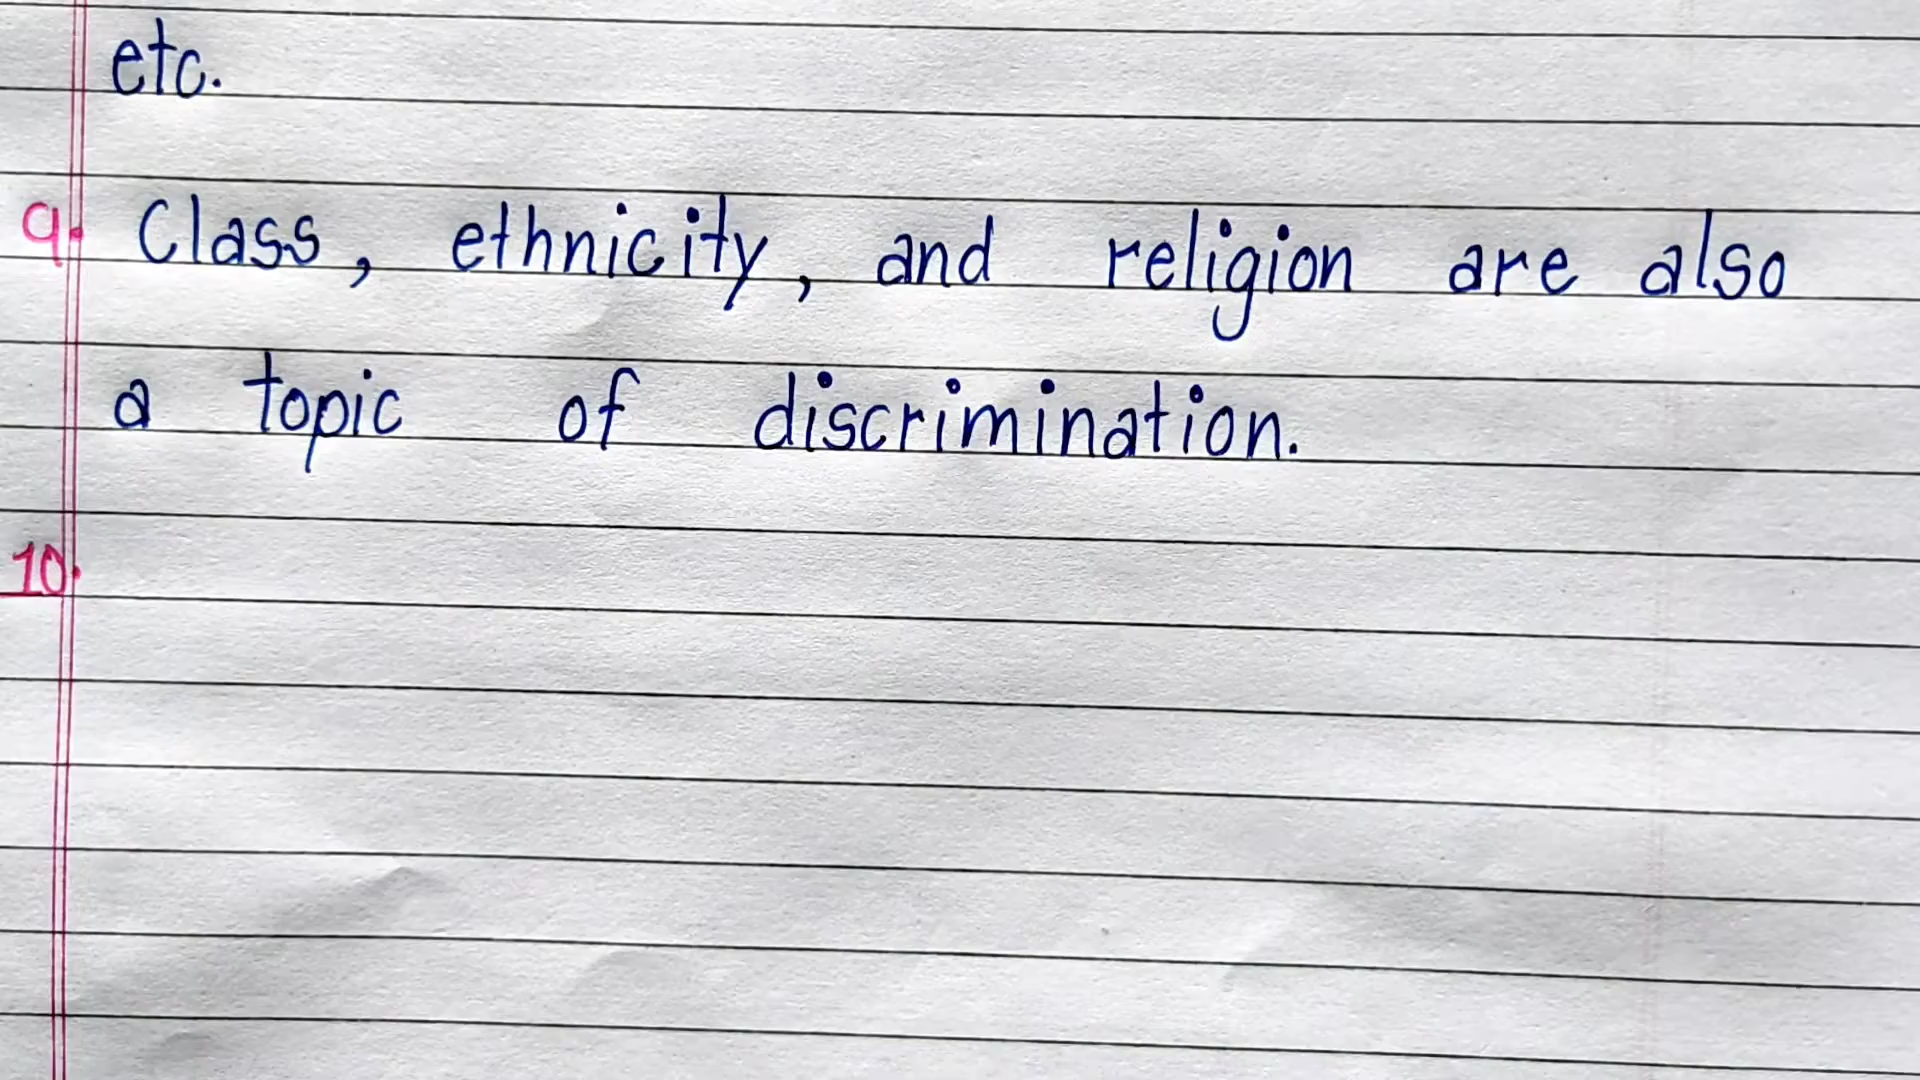 etc.
9. Class, ethnicity, and religion are also
a topic of discrimination.
10.